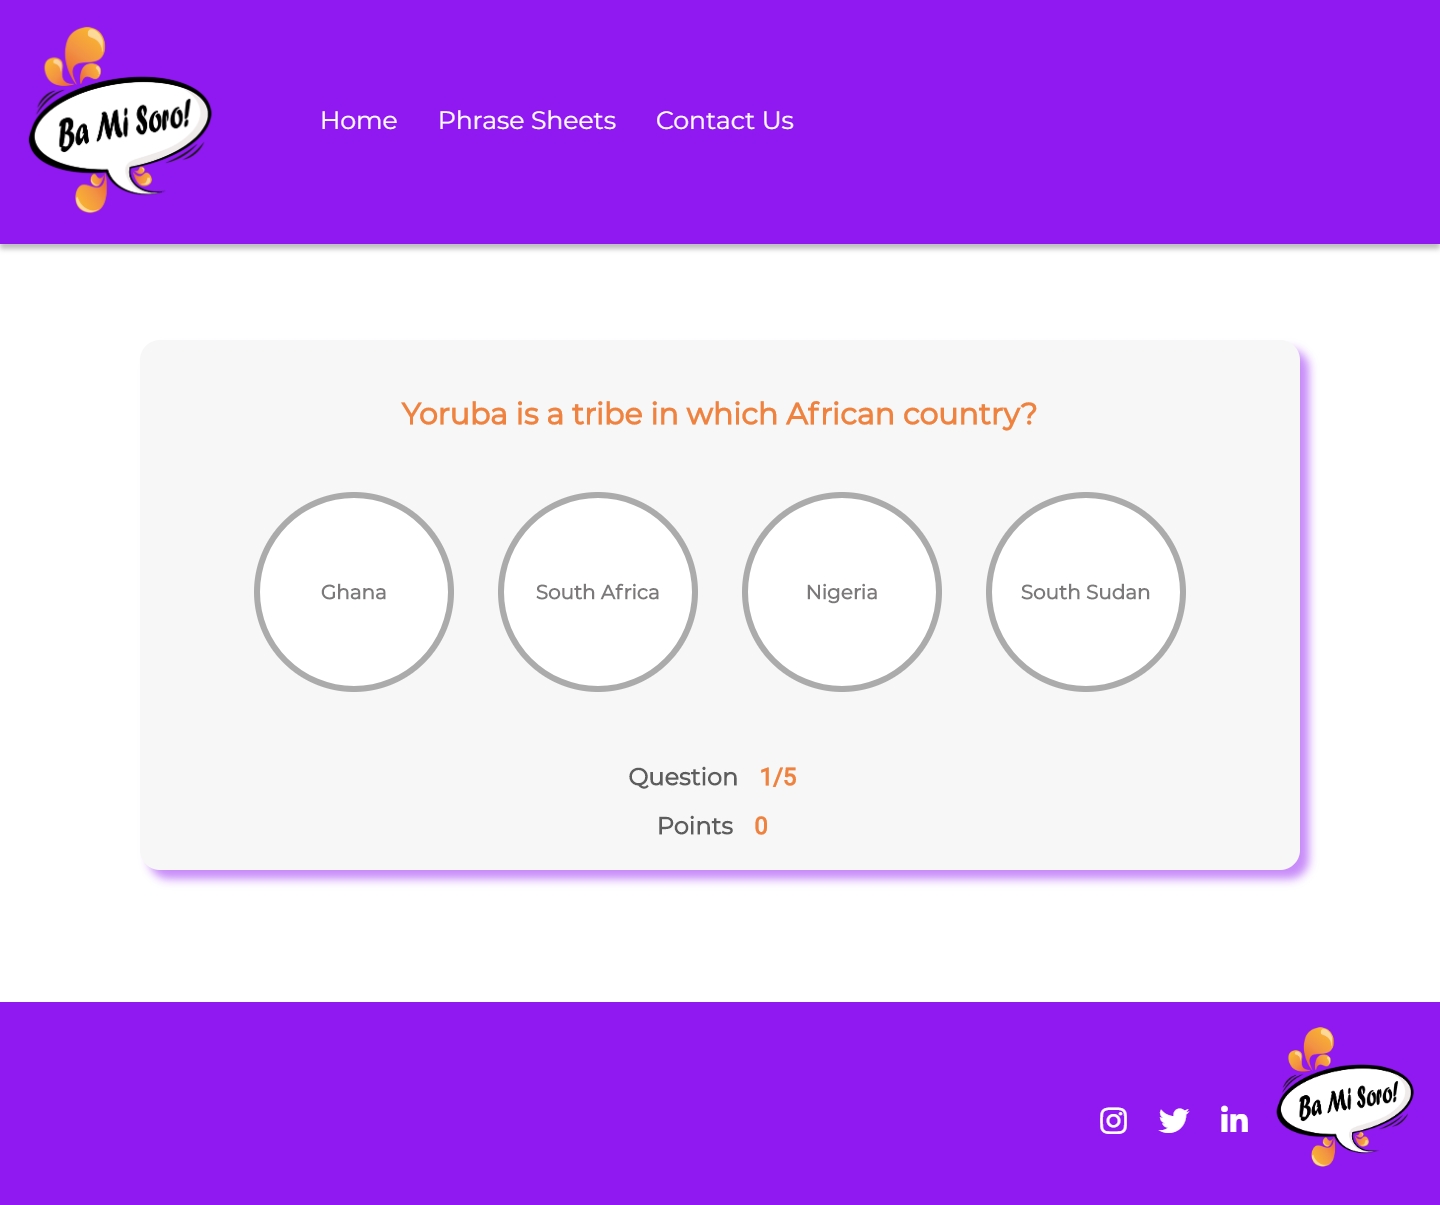 Ba Mi Soro!
Home Phrase Sheets Contact Us
Yoruba is a tribe in which African country?
Ghana South Africa Nigeria South Sudan
Question 1/5
Points 0
Ba Mi Soro!